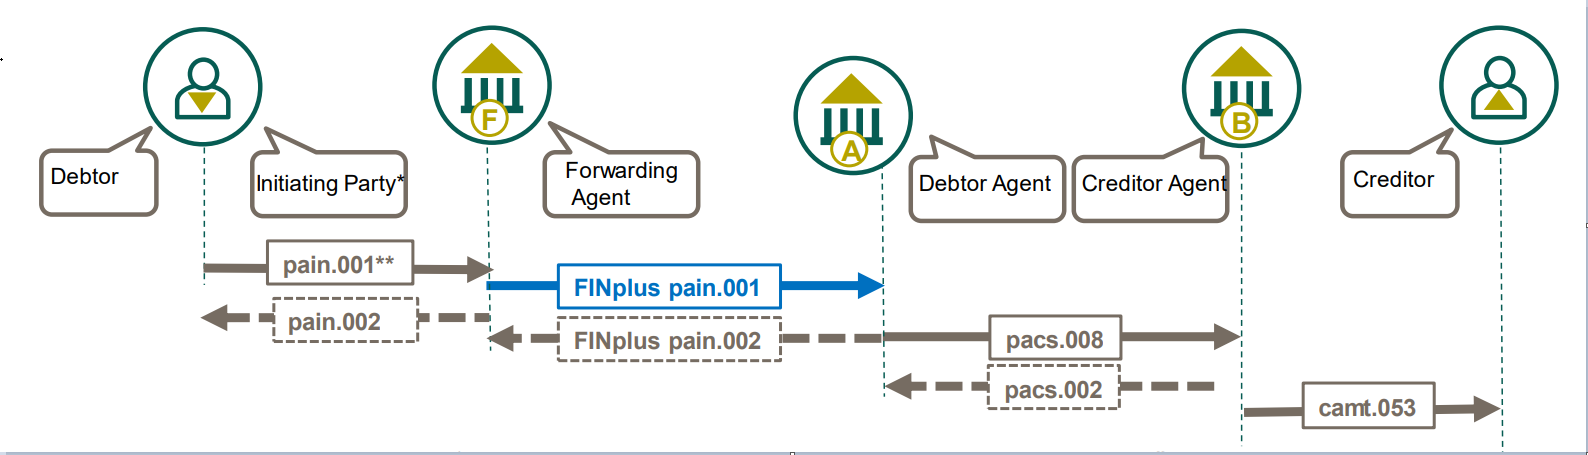 F
A
B
Debtor
Initiating Party*
Forwarding
Agent
Debtor Agent
Creditor Agent
Creditor
pain.001**
FINplus pain.001
pain.002
FINplus pain.002
pacs.008
pacs.002
camt.053